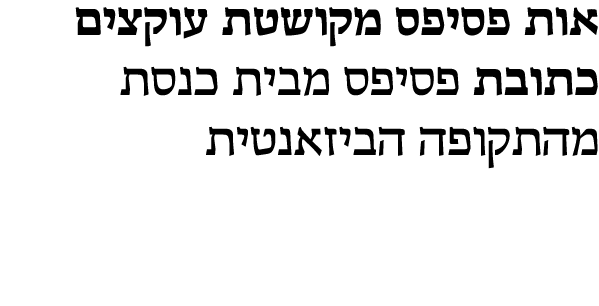 אות פסיפס מקושטת עוקצים
כתובת פסיפס מבית כנסת
מהתקופה הביזאנטית